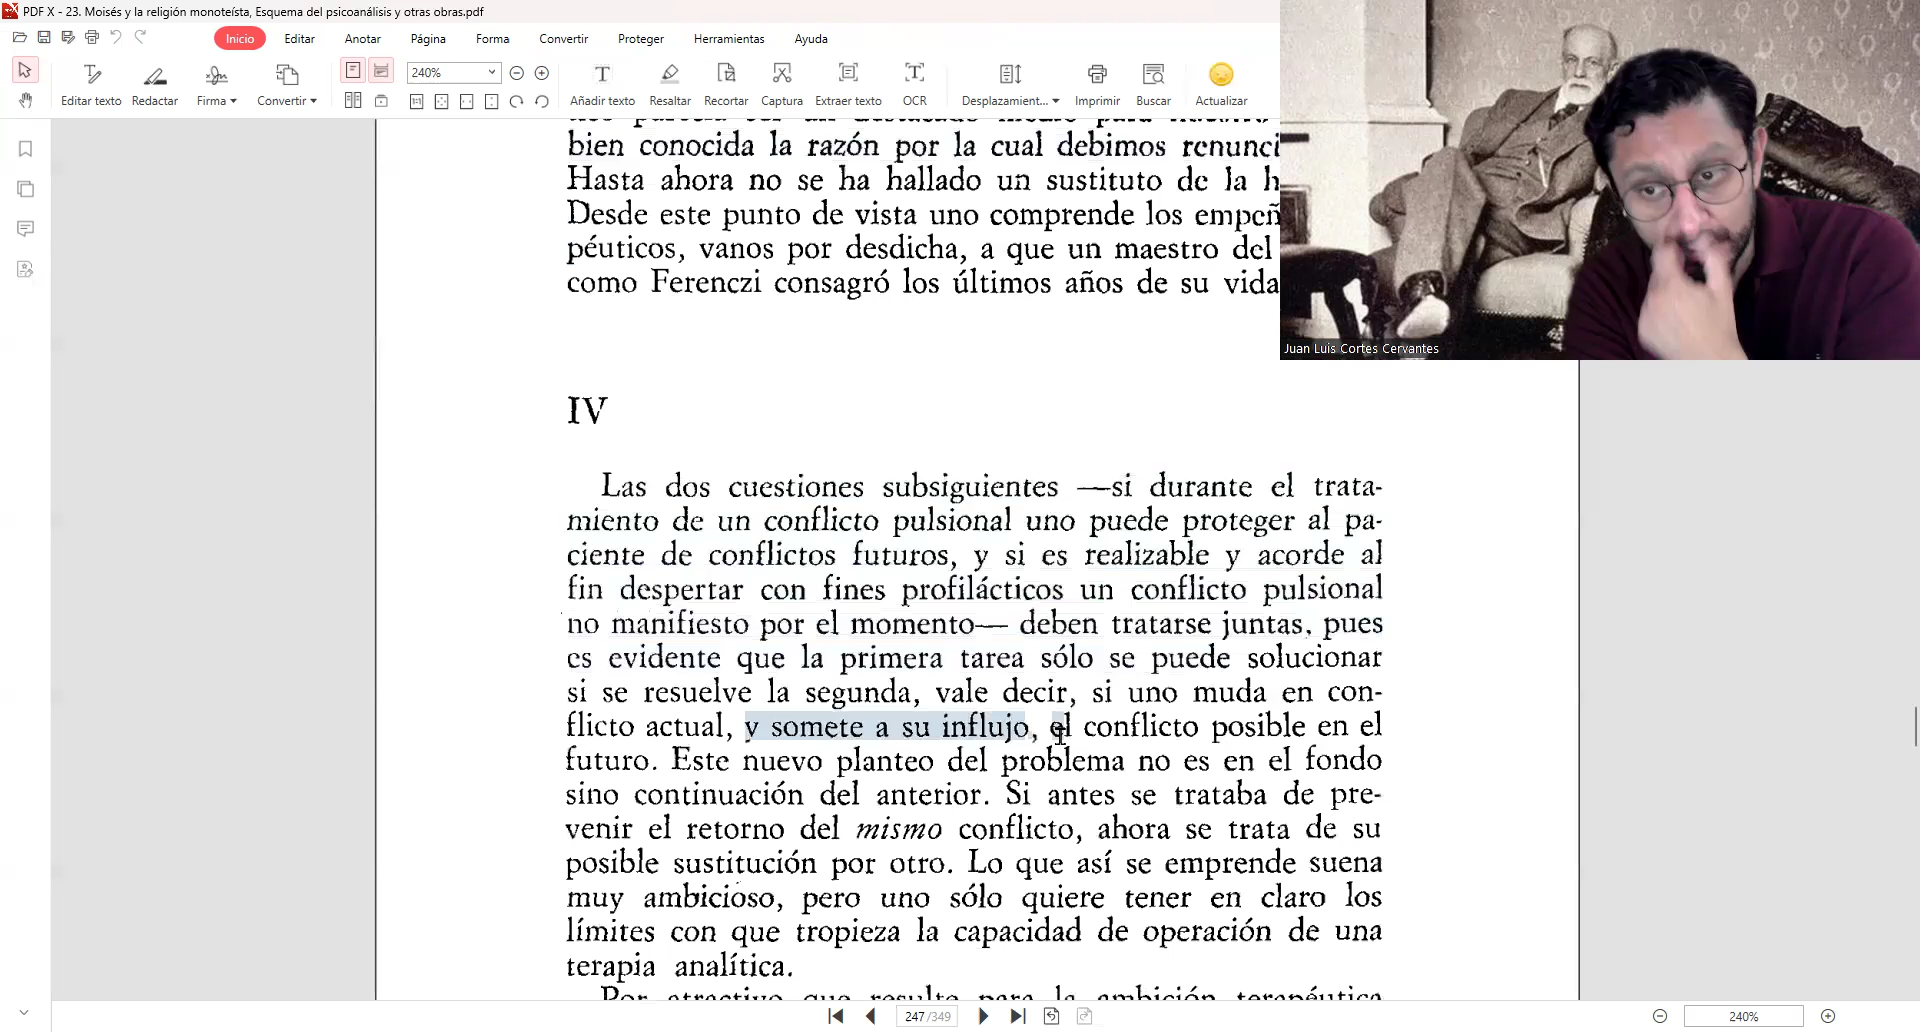 PDF X - 23. Moisés y la religión monoteísta, Esquema del psicoanálisis y otras obras.pdf
Inicio Editar Anotar Página Forma Convertir Proteger Herramientas Ayuda
240%
Editar texto Redactar Firma Convertir Añadir texto Resaltar Recortar Captura Extraer texto OCR Desplazamient... Imprimir Buscar Actualizar
bien conocida la razón por la cual debimos renunci
Hasta ahora no se ha hallado un sustituto de la h
Desde este punto de vista uno comprende los empeñ
péuticos, vanos por desdicha, a que un maestro del
como Ferenczi consagró los últimos años de su vida
Juan Luis Cortes Cervantes
IV
Las dos cuestiones subsiguientes —si durante el trata-
miento de un conflicto pulsional uno puede proteger al pa-
ciente de conflictos futuros, y si es realizable y acorde al
fin despertar con fines profilácticos un conflicto pulsional
no manifiesto por el momento— deben tratarse juntas, pues
es evidente que la primera tarea sólo se puede solucionar
si se resuelve la segunda, vale decir, si uno muda en con-
flicto actual, y somete a su influjo, el conflicto posible en el
futuro. Este nuevo planteo del problema no es en el fondo
sino continuación del anterior. Si antes se trataba de pre-
venir el retorno del mismo conflicto, ahora se trata de su
posible sustitución por otro. Lo que así se emprende suena
muy ambicioso, pero uno sólo quiere tener en claro los
límites con que tropieza la capacidad de operación de una
terapia analítica.
Por atractivo que resulte para la ambición terapéutica
247 /349
240%